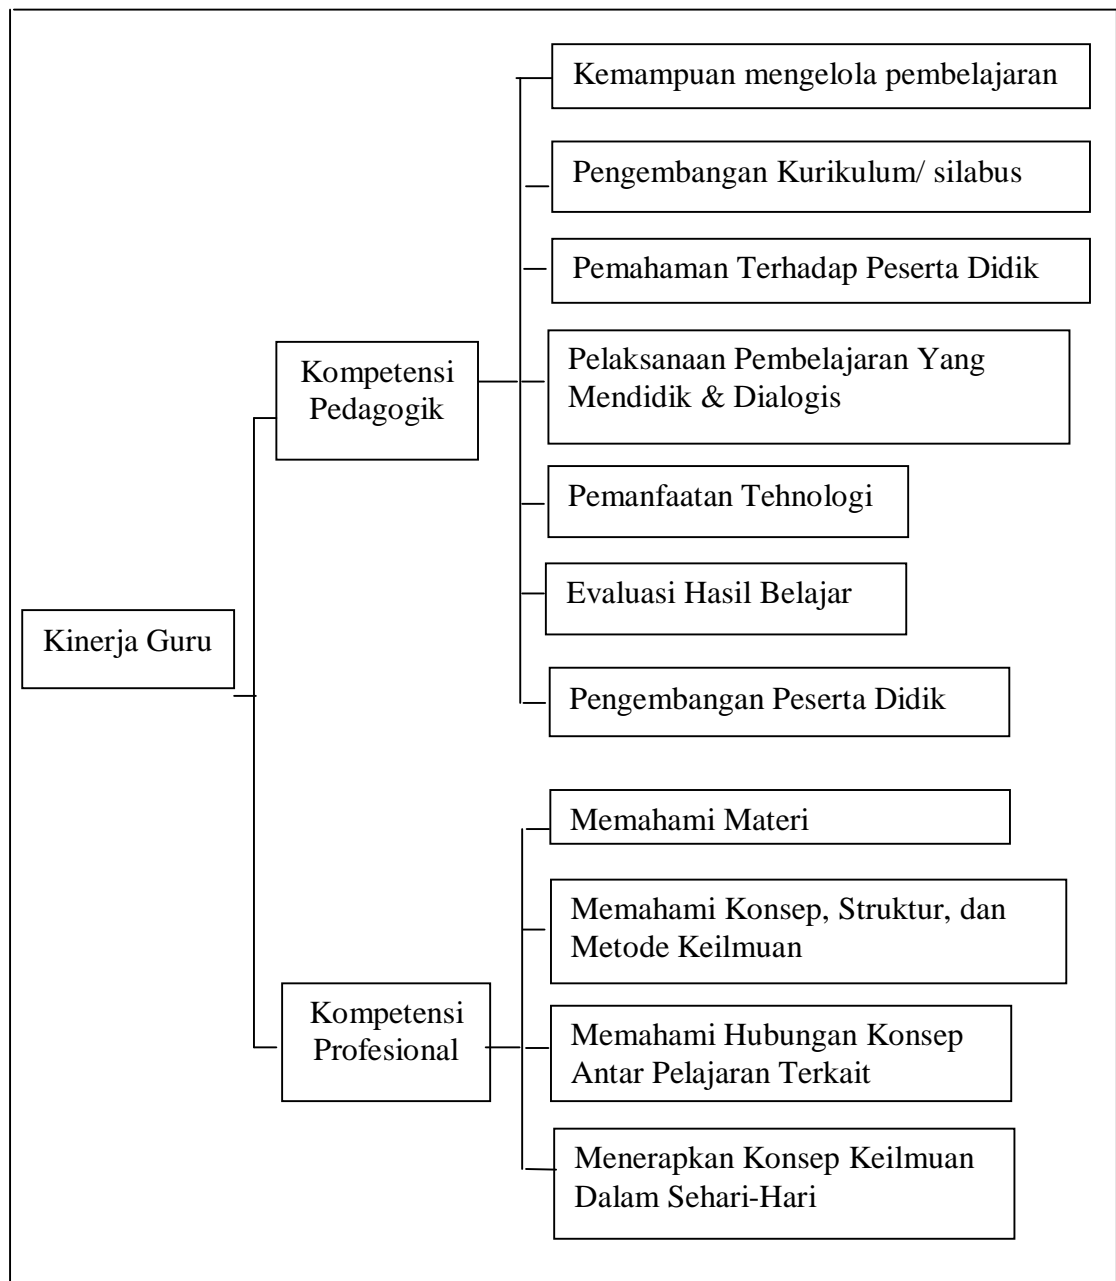 Kemampuan mengelola pembelajaran
Pengembangan Kurikulum/ silabus
Pemahaman Terhadap Peserta Didik
Kompetensi
Pedagogik
Pelaksanaan Pembelajaran Yang
Mendidik & Dialogis
Pemanfaatan Tehnologi
Evaluasi Hasil Belajar
Kinerja Guru
Pengembangan Peserta Didik
Memahami Materi
Memahami Konsep, Struktur, dan
Metode Keilmuan
Kompetensi
Profesional
Memahami Hubungan Konsep
Antar Pelajaran Terkait
Menerapkan Konsep Keilmuan
Dalam Sehari-Hari